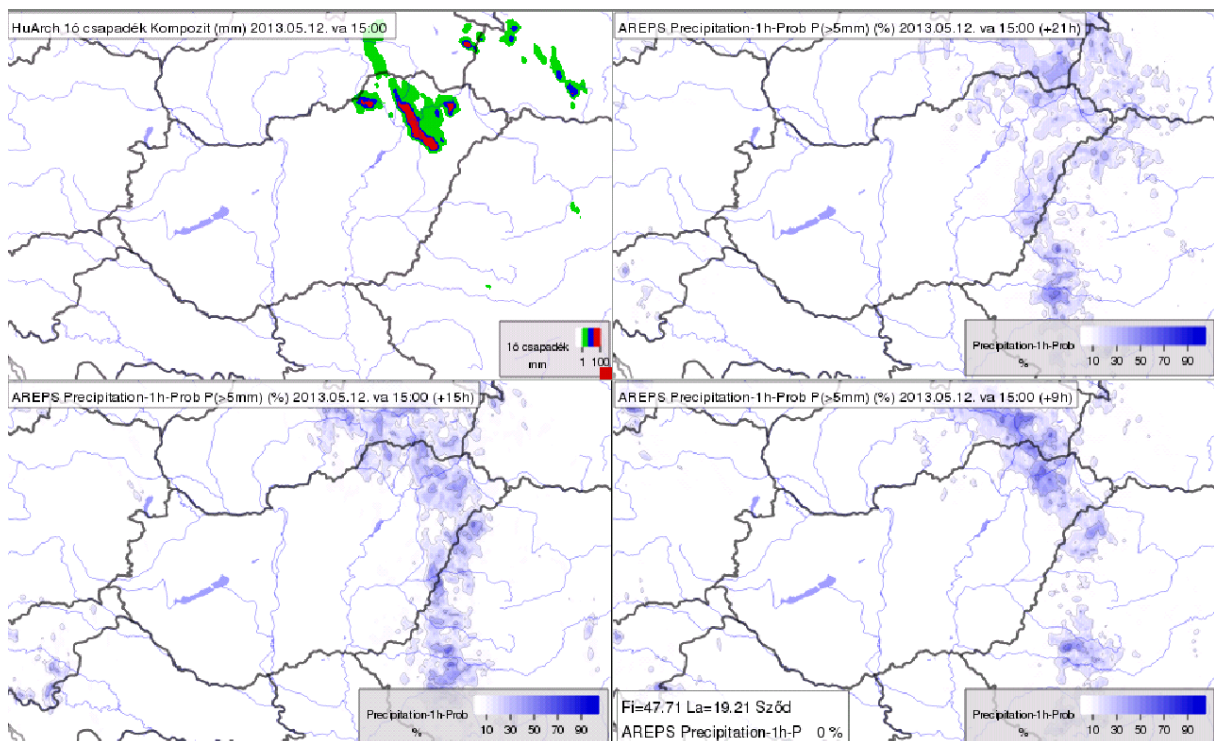 HuArch 1ó csapadék Kompozit (mm) 2013.05.12. va 15:00
AREPS Precipitation-1h-Prob P(>5mm) (%) 2013.05.12. va 15:00 (+21h)
1ó csapadék
mm
1 100
Precipitation-1h-Prob
%
10 30 50 70 90
AREPS Precipitation-1h-Prob P(>5mm) (%) 2013.05.12. va 15:00 (+15h)
AREPS Precipitation-1h-Prob P(>5mm) (%) 2013.05.12. va 15:00 (+9h)
Precipitation-1h-Prob
%
10 30 50 70 90
Fi=47.71 La=19.21 Sződ
AREPS Precipitation-1h-P 0 %
Precipitation-1h-Prob
%
10 30 50 70 90